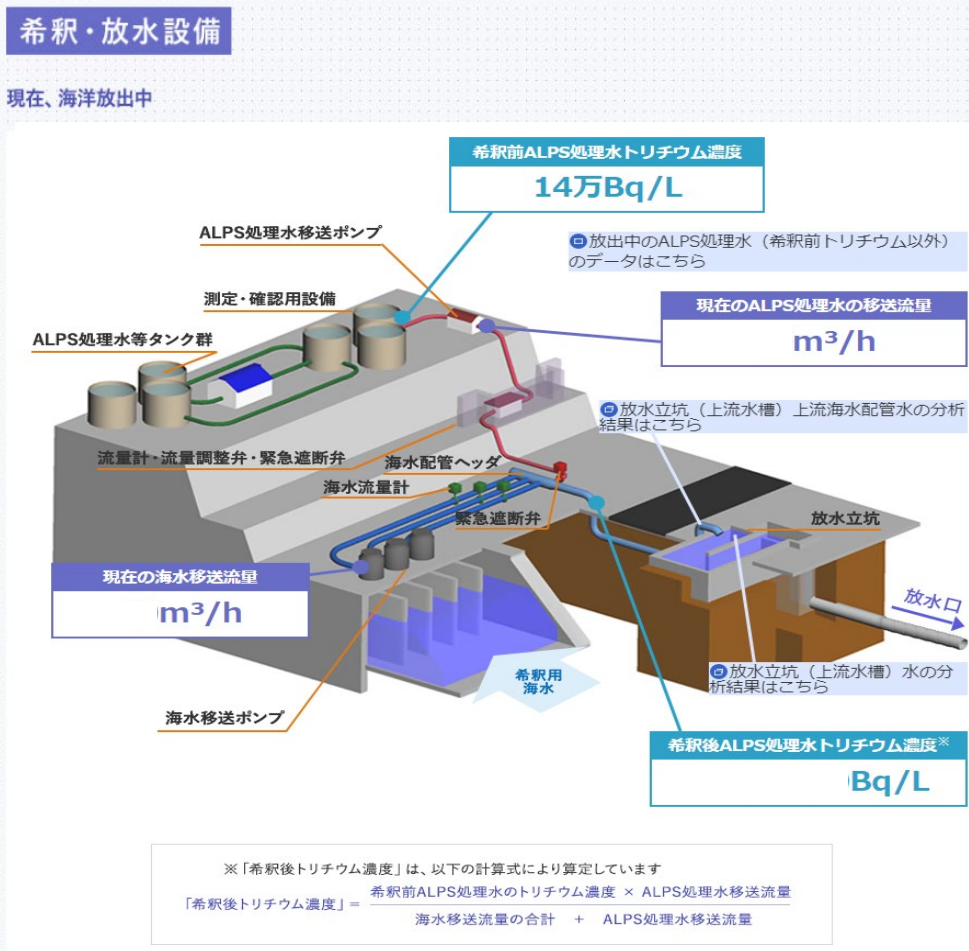 希釈・放水設備
現在、海洋放出中
希釈前ALPS処理水トリチウム濃度
14万Bq/L
ALPS処理水移送ポンプ
放出中のALPS処理水（希釈前トリチウム以外）
のデータはこちら
測定・確認用設備
現在のALPS処理水の移送流量
m³/h
ALPS処理水等タンク群
放水立坑（上流水槽）上流海水配管水の分析
結果はこちら
流量計・流量調整弁・緊急遮断弁
海水配管ヘッダ
海水流量計
緊急遮断弁
放水立坑
現在の海水移送流量
m³/h
放水口
希釈用
海水
放水立坑（上流水槽）水の分
析結果はこちら
海水移送ポンプ
希釈後ALPS処理水トリチウム濃度※
Bq/L
※「希釈後トリチウム濃度」は、以下の計算式により算定しています
「希釈後トリチウム濃度」＝
希釈前ALPS処理水のトリチウム濃度 × ALPS処理水移送流量
海水移送流量の合計 + ALPS処理水移送流量